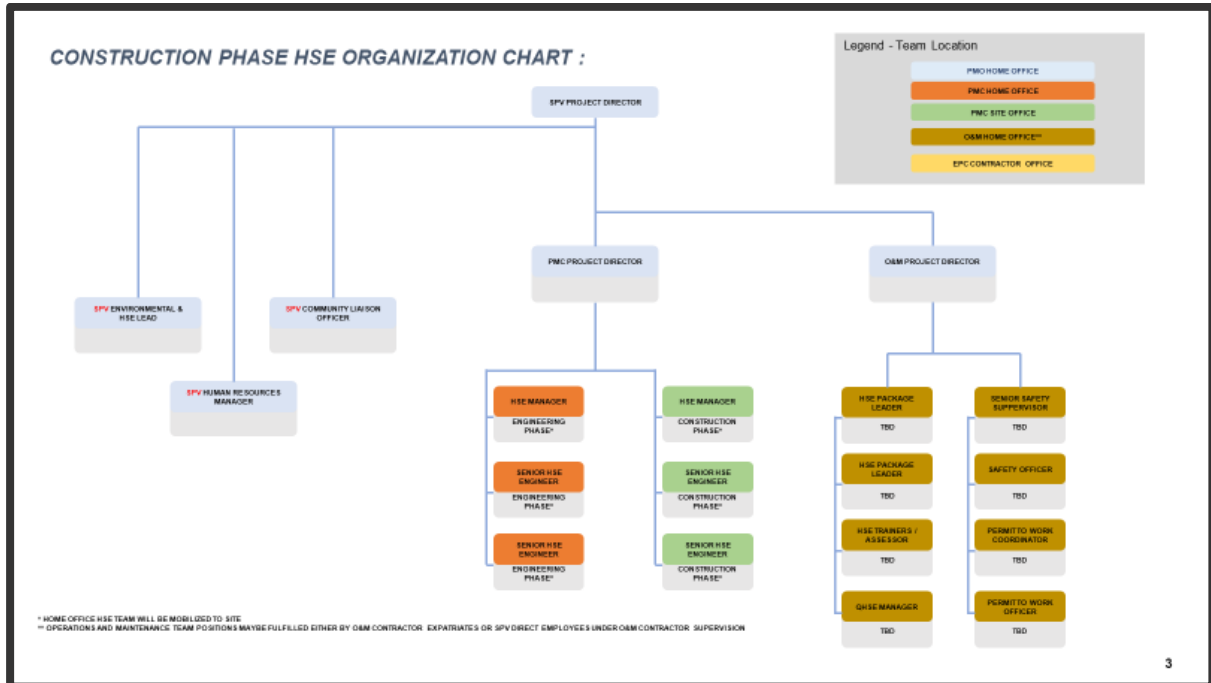 CONSTRUCTION PHASE HSE ORGANIZATION CHART :
Legend - Team Location
PMO HOME OFFICE
PMC HOME OFFICE
PMC SITE OFFICE
O&M HOME OFFICE**
EPC CONTRACTOR OFFICE
SPV PROJECT DIRECTOR
PMC PROJECT DIRECTOR
O&M PROJECT DIRECTOR
SPV ENVIRONMENTAL &
HSE LEAD
SPV COMMUNITY LIAISON
OFFICER
SPV HUMAN RESOURCES
MANAGER
HSE MANAGER
ENGINEERING
PHASE*
SENIOR HSE
ENGINEER
ENGINEERING
PHASE*
SENIOR HSE
ENGINEER
ENGINEERING
PHASE*
HSE MANAGER
CONSTRUCTION
PHASE*
SENIOR HSE
ENGINEER
CONSTRUCTION
PHASE*
SENIOR HSE
ENGINEER
CONSTRUCTION
PHASE*
HSE PACKAGE
LEADER
TBD
HSE PACKAGE
LEADER
TBD
HSE TRAINERS /
ASSESSOR
TBD
QHSE MANAGER
TBD
SENIOR SAFETY
SUPPERVISOR
TBD
SAFETY OFFICER
TBD
PERMIT TO WORK
COORDINATOR
TBD
PERMIT TO WORK
OFFICER
TBD
* HOME OFFICE HSE TEAM WILL BE MOBILIZED TO SITE
** OPERATIONS AND MAINTENANCE TEAM POSITIONS MAYBE FULFILLED EITHER BY O&M CONTRACTOR EXPATRIATES OR SPV DIRECT EMPLOYEES UNDER O&M CONTRACTOR SUPERVISION
3